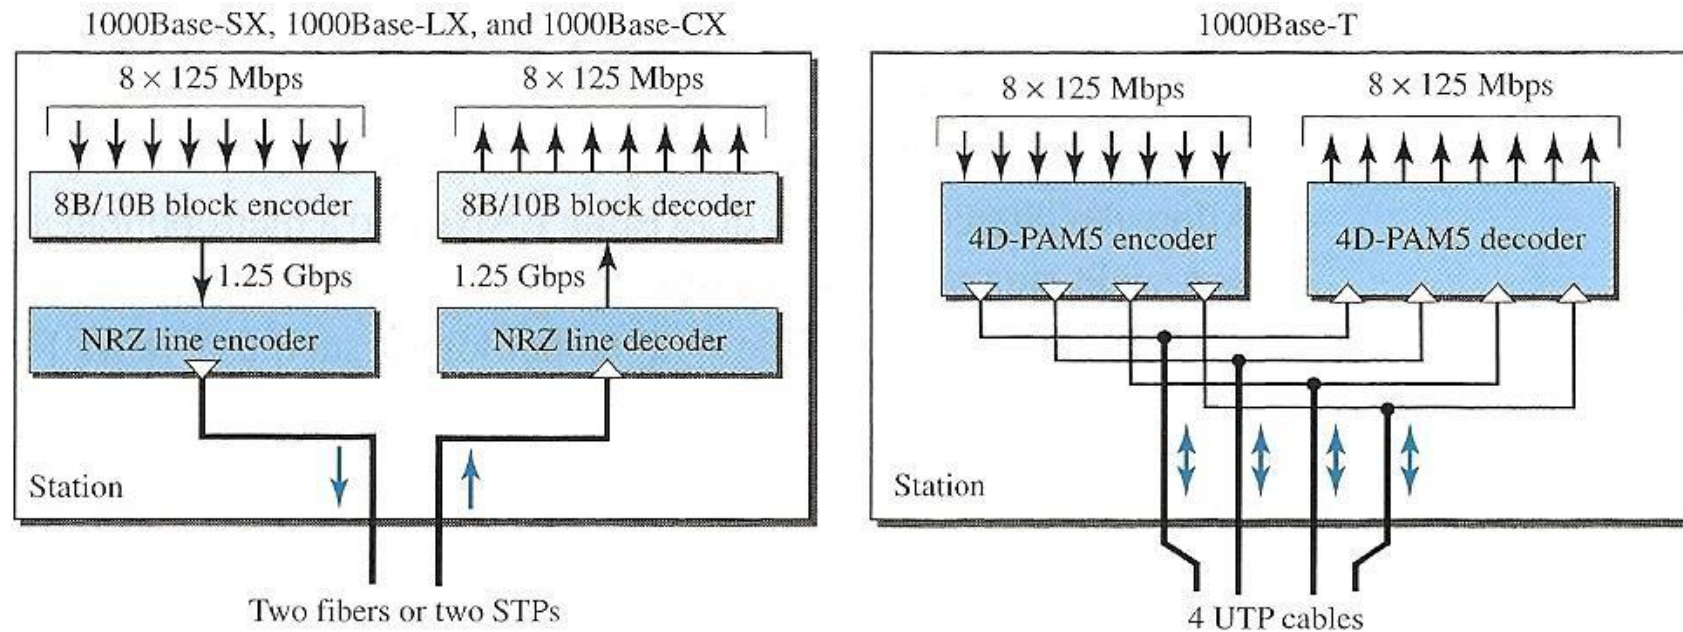 1000Base-SX, 1000Base-LX, and 1000Base-CX
8 × 125 Mbps
8 × 125 Mbps
8B/10B block encoder
8B/10B block decoder
1.25 Gbps
1.25 Gbps
NRZ line encoder
NRZ line decoder
Station
Two fibers or two STPs
1000Base-T
8 × 125 Mbps
8 × 125 Mbps
4D-PAM5 encoder
4D-PAM5 decoder
Station
4 UTP cables